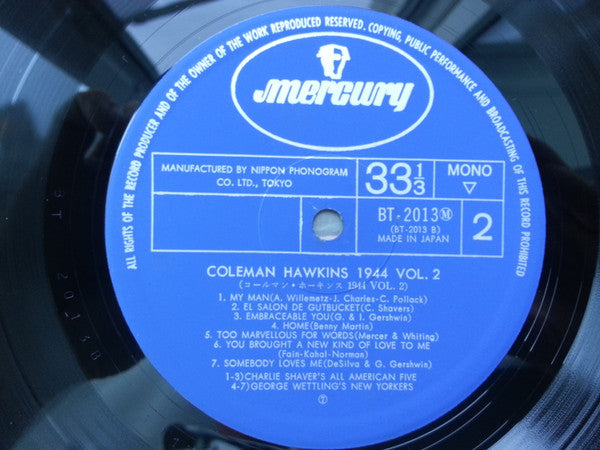 ALL RIGHTS OF THE RECORD PRODUCER AND OF THE OWNER OF THE WORK REPRODUCED RESERVED. COPYING, PUBLIC PERFORMANCE AND BROADCASTING OF THIS RECORD PROHIBITED
mercury
MANUFACTURED BY NIPPON PHONOGRAM
CO. LTD., TOKYO
33 1/3
MONO
▽
BT-2013Ⓜ
(BT-2013 B)
MADE IN JAPAN
2
COLEMAN HAWKINS 1944 VOL. 2
(コールマン・ホーキンス 1944 VOL. 2)
1. MY MAN(A. Willemetz-J. Charles-C. Pollack)
2. EL SALON DE GUTBUCKET(C. Shavers)
3. EMBRACEABLE YOU(G. & I. Gershwin)
4. HOME(Benny Martin)
5. TOO MARVELLOUS FOR WORDS(Mercer & Whiting)
6. YOU BROUGHT A NEW KIND OF LOVE TO ME
(Fain-Kahal-Norman)
7. SOMEBODY LOVES ME(DeSilva & G. Gershwin)
1-3)CHARLIE SHAVER'S ALL AMERICAN FIVE
4-7)GEORGE WETTLING'S NEW YORKERS